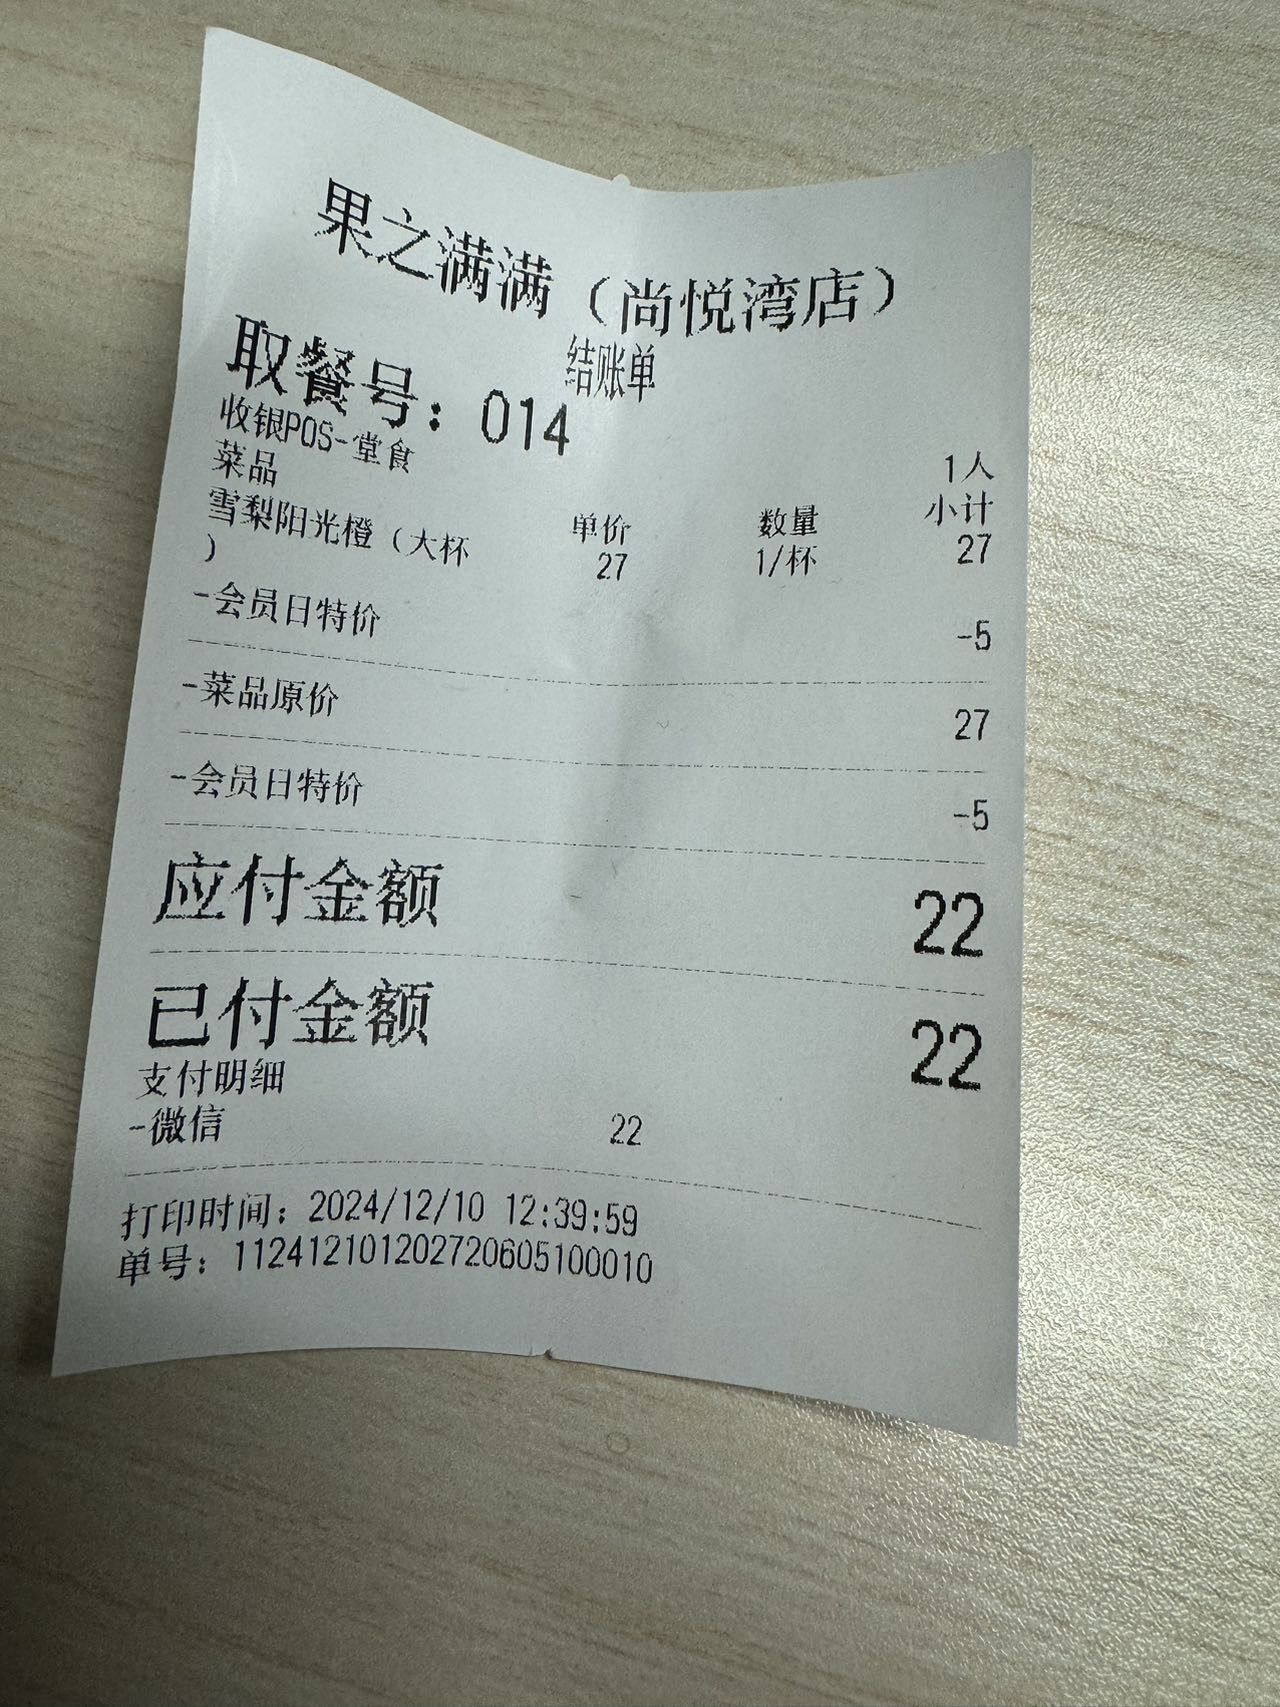 果之满满（尚悦湾店）
结账单
取餐号：014
收银POS-堂食 1人
菜品 单价 数量 小计
雪梨阳光橙（大杯 27 1/杯 27
）
-会员日特价 -5
-菜品原价 27
-会员日特价 -5
应付金额 22
已付金额 22
支付明细
-微信 22
打印时间：2024/12/10 12:39:59
单号：112412101202720605100010